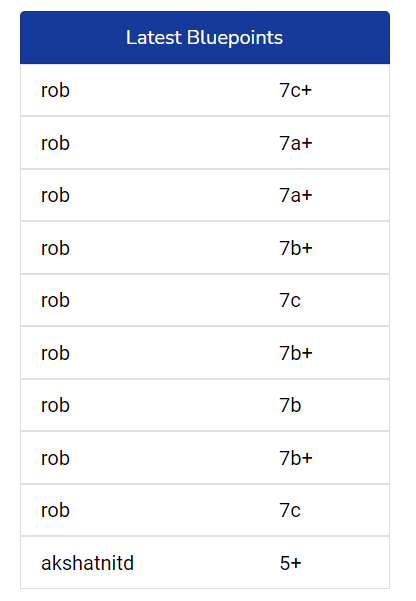 Latest Bluepoints
rob 7c+
rob 7a+
rob 7a+
rob 7b+
rob 7c
rob 7b+
rob 7b
rob 7b+
rob 7c
akshatnitd 5+